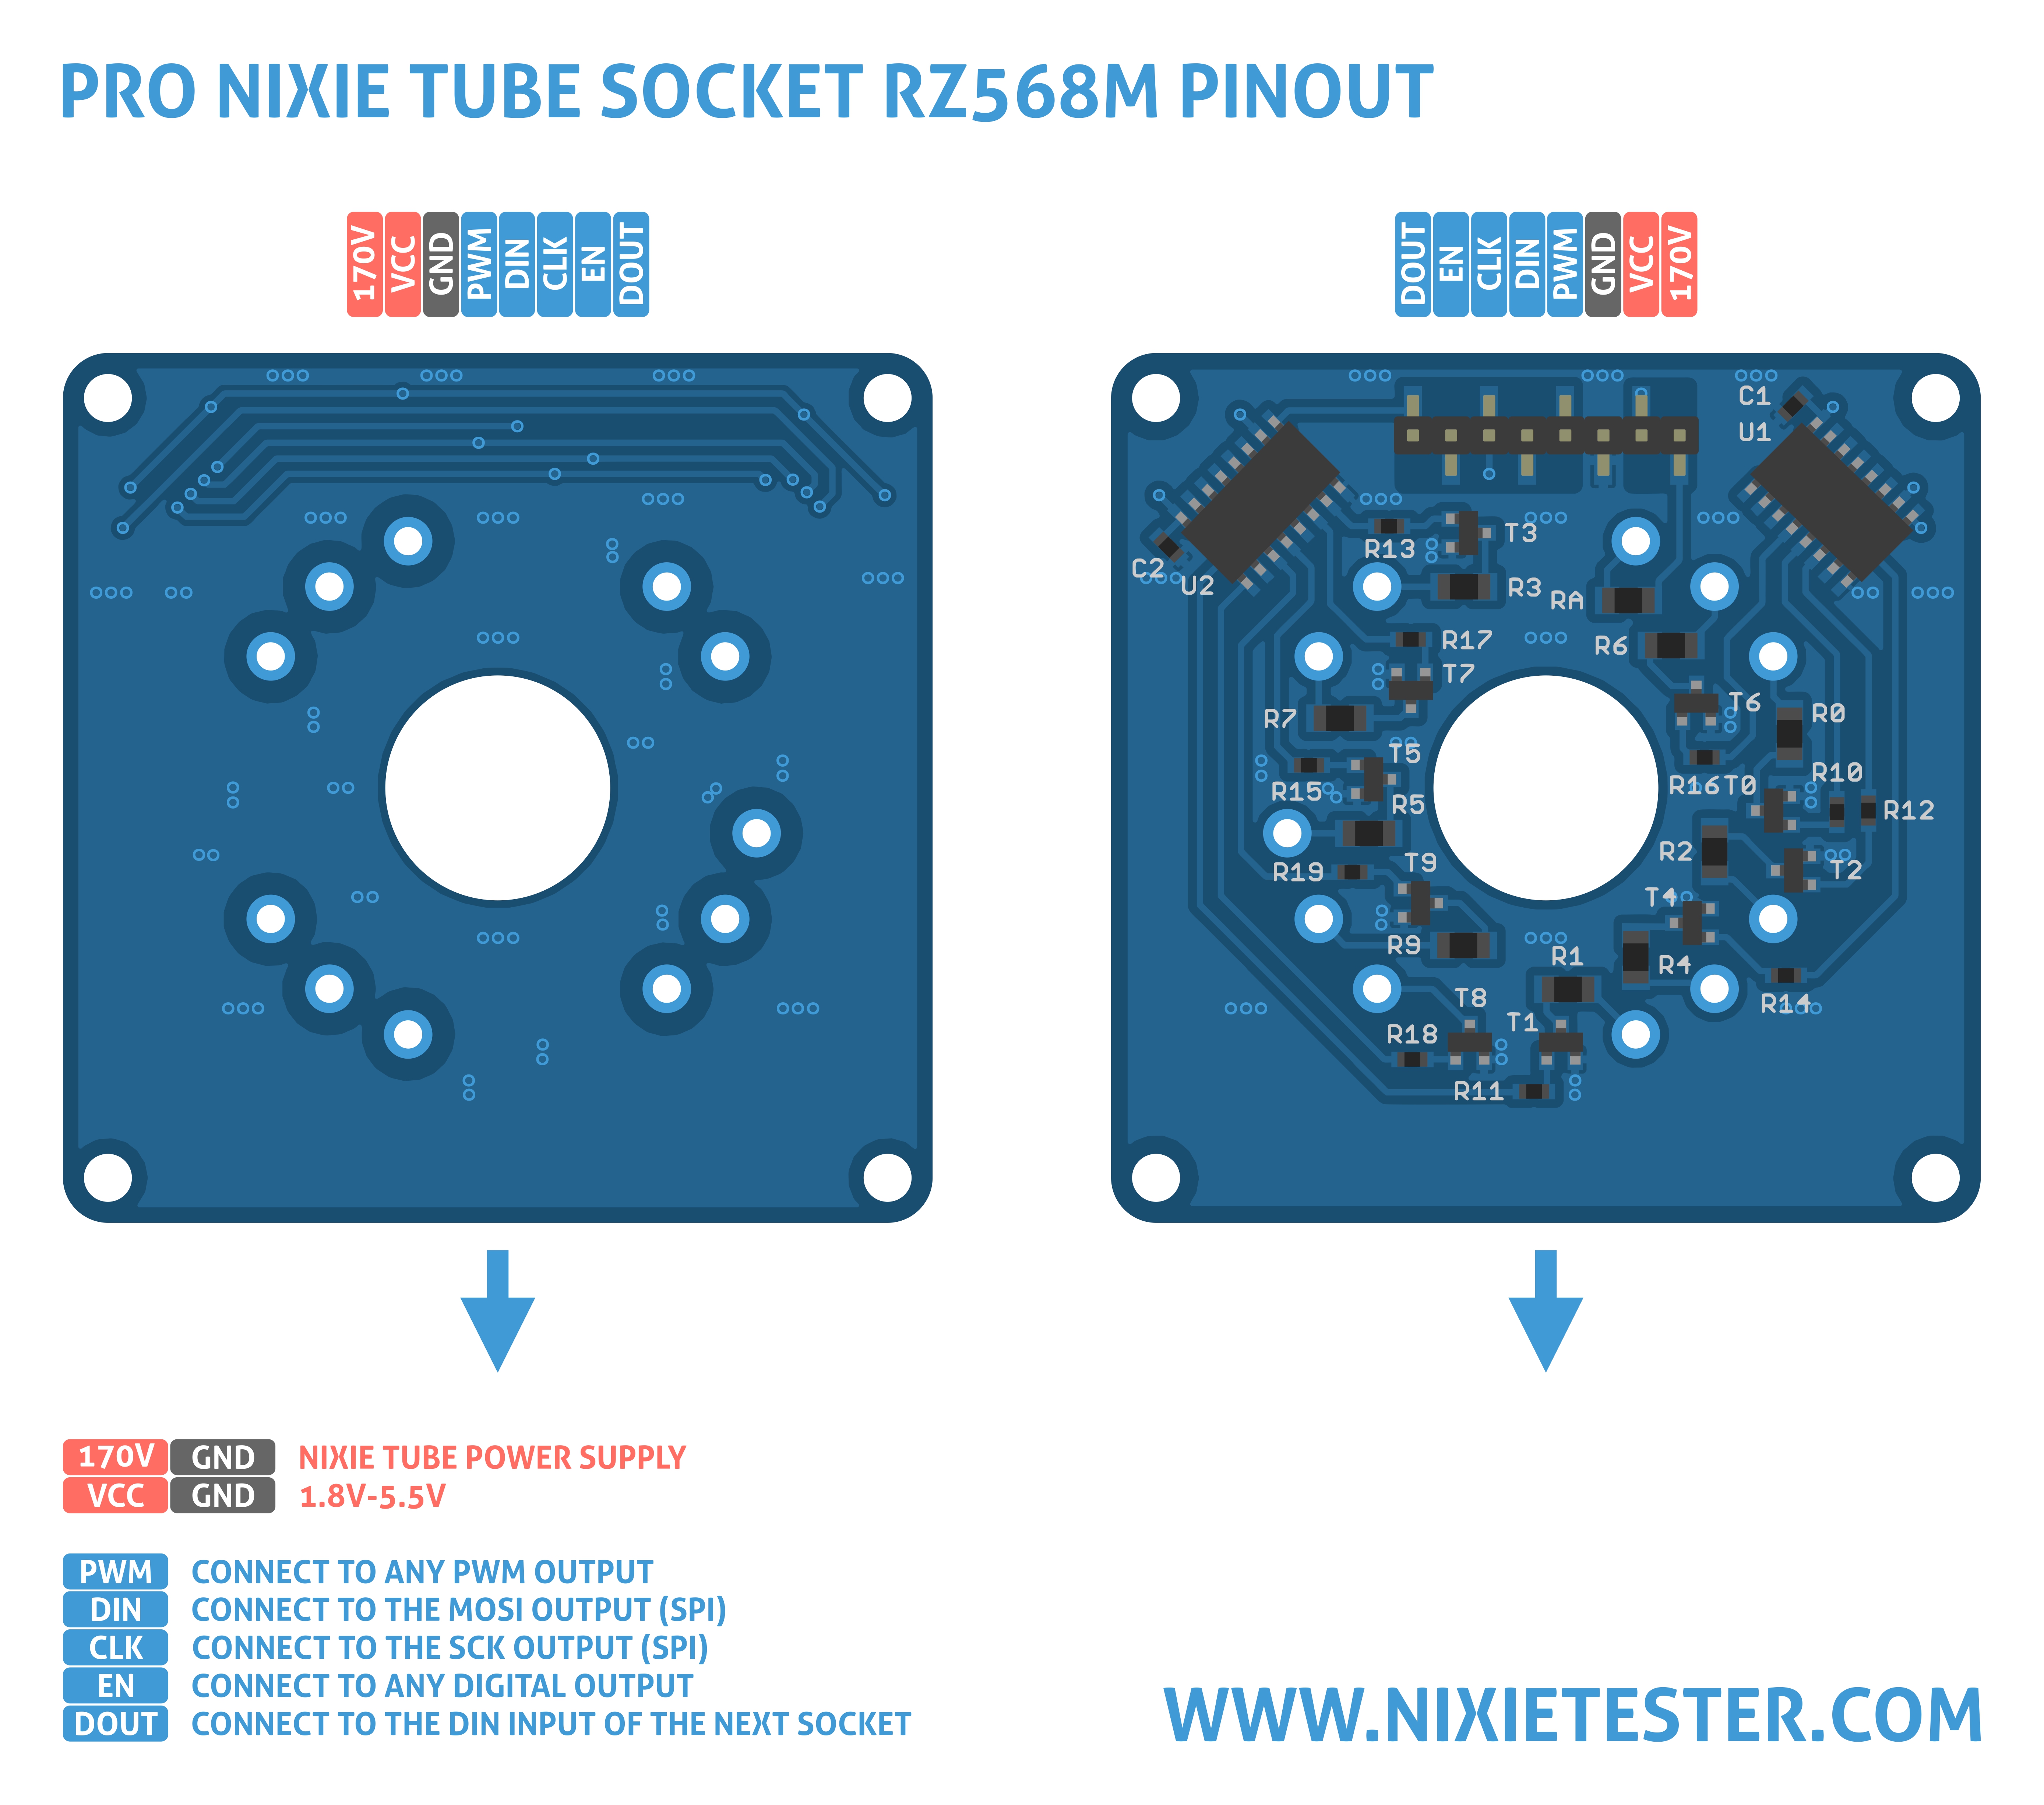 PRO NIXIE TUBE SOCKET RZ568M PINOUT
170V VCC GND PWM DIN CLK EN DOUT
DOUT EN CLK DIN PWM GND VCC 170V
C1
U1
C2
U2
R13
T3
R3
RA
R17
R6
T7
R7
T6
R0
T5
R15
R16
T0
R10
R5
R12
R19
T9
R2
T2
T4
R9
R1
R4
T8
R14
R18
T1
R11
170V GND NIXIE TUBE POWER SUPPLY
VCC GND 1.8V-5.5V
PWM CONNECT TO ANY PWM OUTPUT
DIN CONNECT TO THE MOSI OUTPUT (SPI)
CLK CONNECT TO THE SCK OUTPUT (SPI)
EN CONNECT TO ANY DIGITAL OUTPUT
DOUT CONNECT TO THE DIN INPUT OF THE NEXT SOCKET
WWW.NIXIETESTER.COM